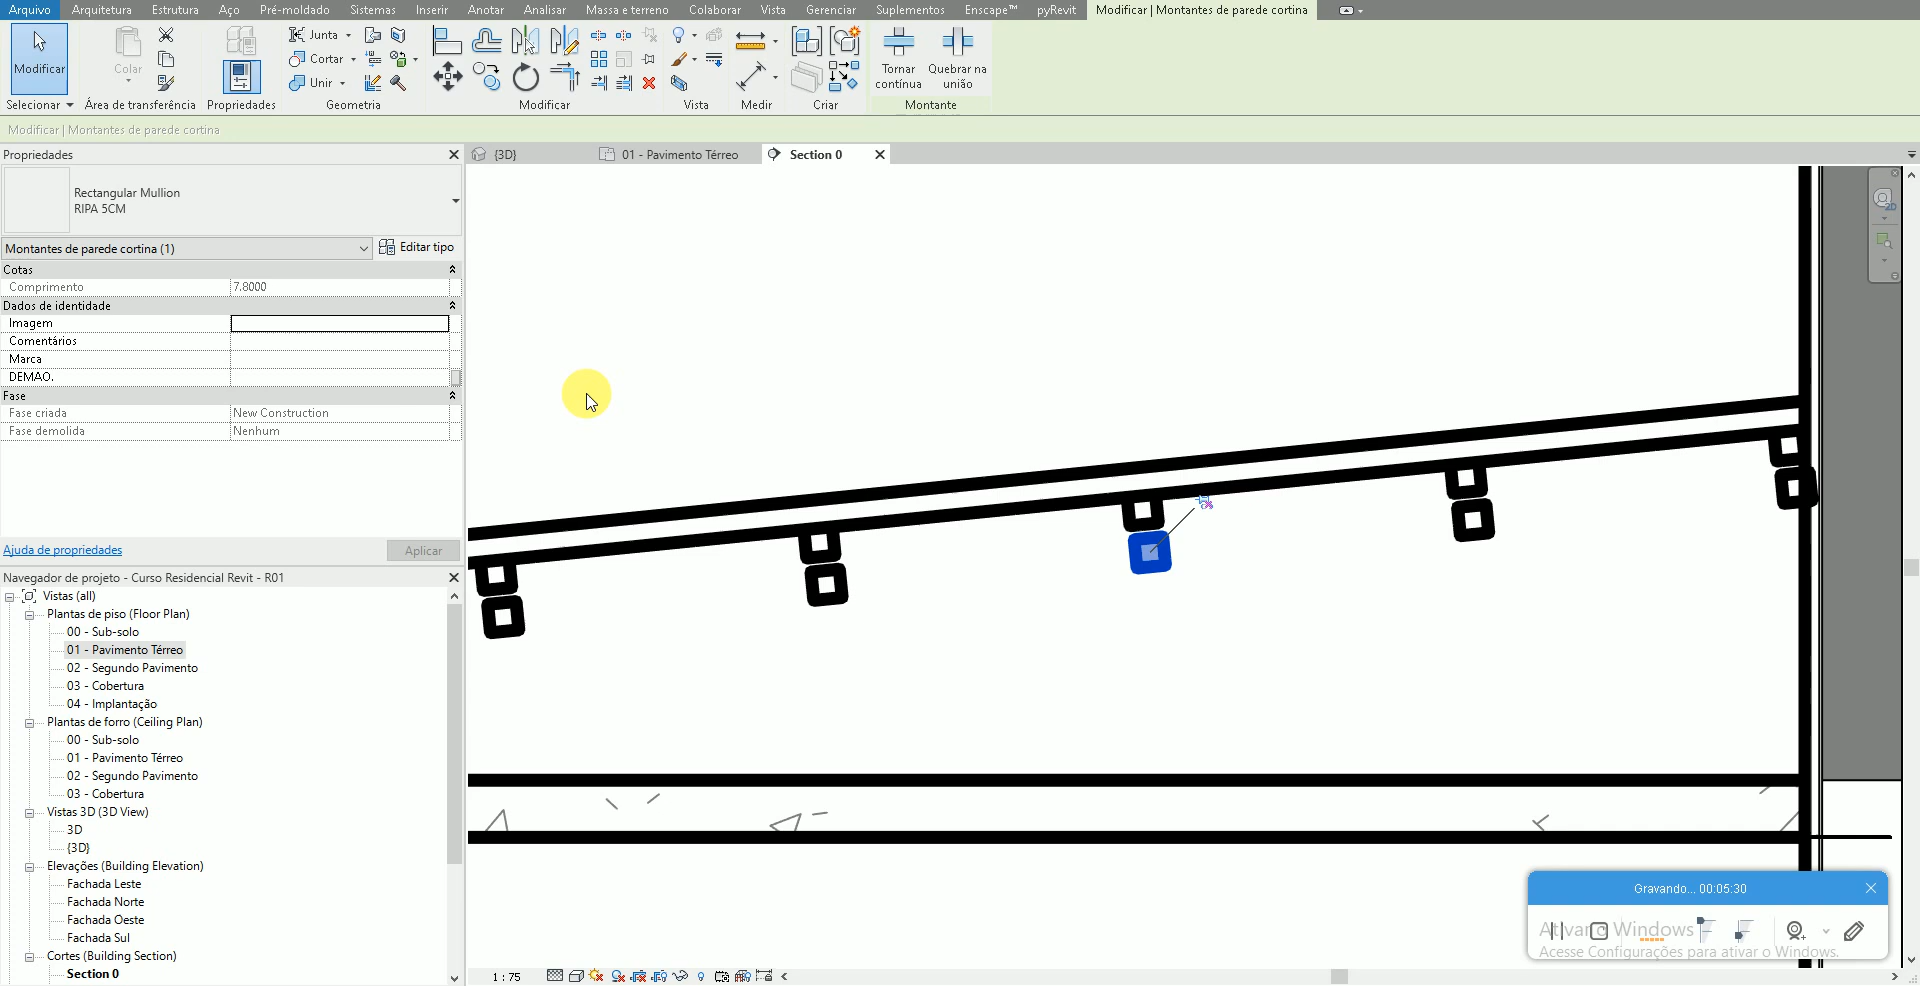 Arquivo Arquitetura Estrutura Aço Pré-moldado Sistemas Inserir Anotar Analisar Massa e terreno Colaborar Vista Gerenciar Suplementos Enscape™ pyRevit Modificar | Montantes de parede cortina
Modificar
Colar
Junta
Cortar
Unir
Tornar contínua
Quebrar na união
Selecionar Área de transferência Propriedades Geometria Modificar Vista Medir Criar Montante
Modificar | Montantes de parede cortina
Propriedades
{3D} 01 - Pavimento Térreo Section 0
Rectangular Mullion
RIPA 5CM
Montantes de parede cortina (1) Editar tipo
Cotas
Comprimento 7.8000
Dados de identidade
Imagem
Comentários
Marca
DEMAO.
Fase
Fase criada New Construction
Fase demolida Nenhum
Ajuda de propriedades Aplicar
Navegador de projeto - Curso Residencial Revit - R01
Vistas (all)
Plantas de piso (Floor Plan)
00 - Sub-solo
01 - Pavimento Térreo
02 - Segundo Pavimento
03 - Cobertura
04 - Implantação
Plantas de forro (Ceiling Plan)
00 - Sub-solo
01 - Pavimento Térreo
02 - Segundo Pavimento
03 - Cobertura
Vistas 3D (3D View)
3D
{3D}
Elevações (Building Elevation)
Fachada Leste
Fachada Norte
Fachada Oeste
Fachada Sul
Cortes (Building Section)
Section 0
1 : 75
2D
Gravando... 00:05:30
Ativar o Windows
Acesse Configurações para ativar o Windows.